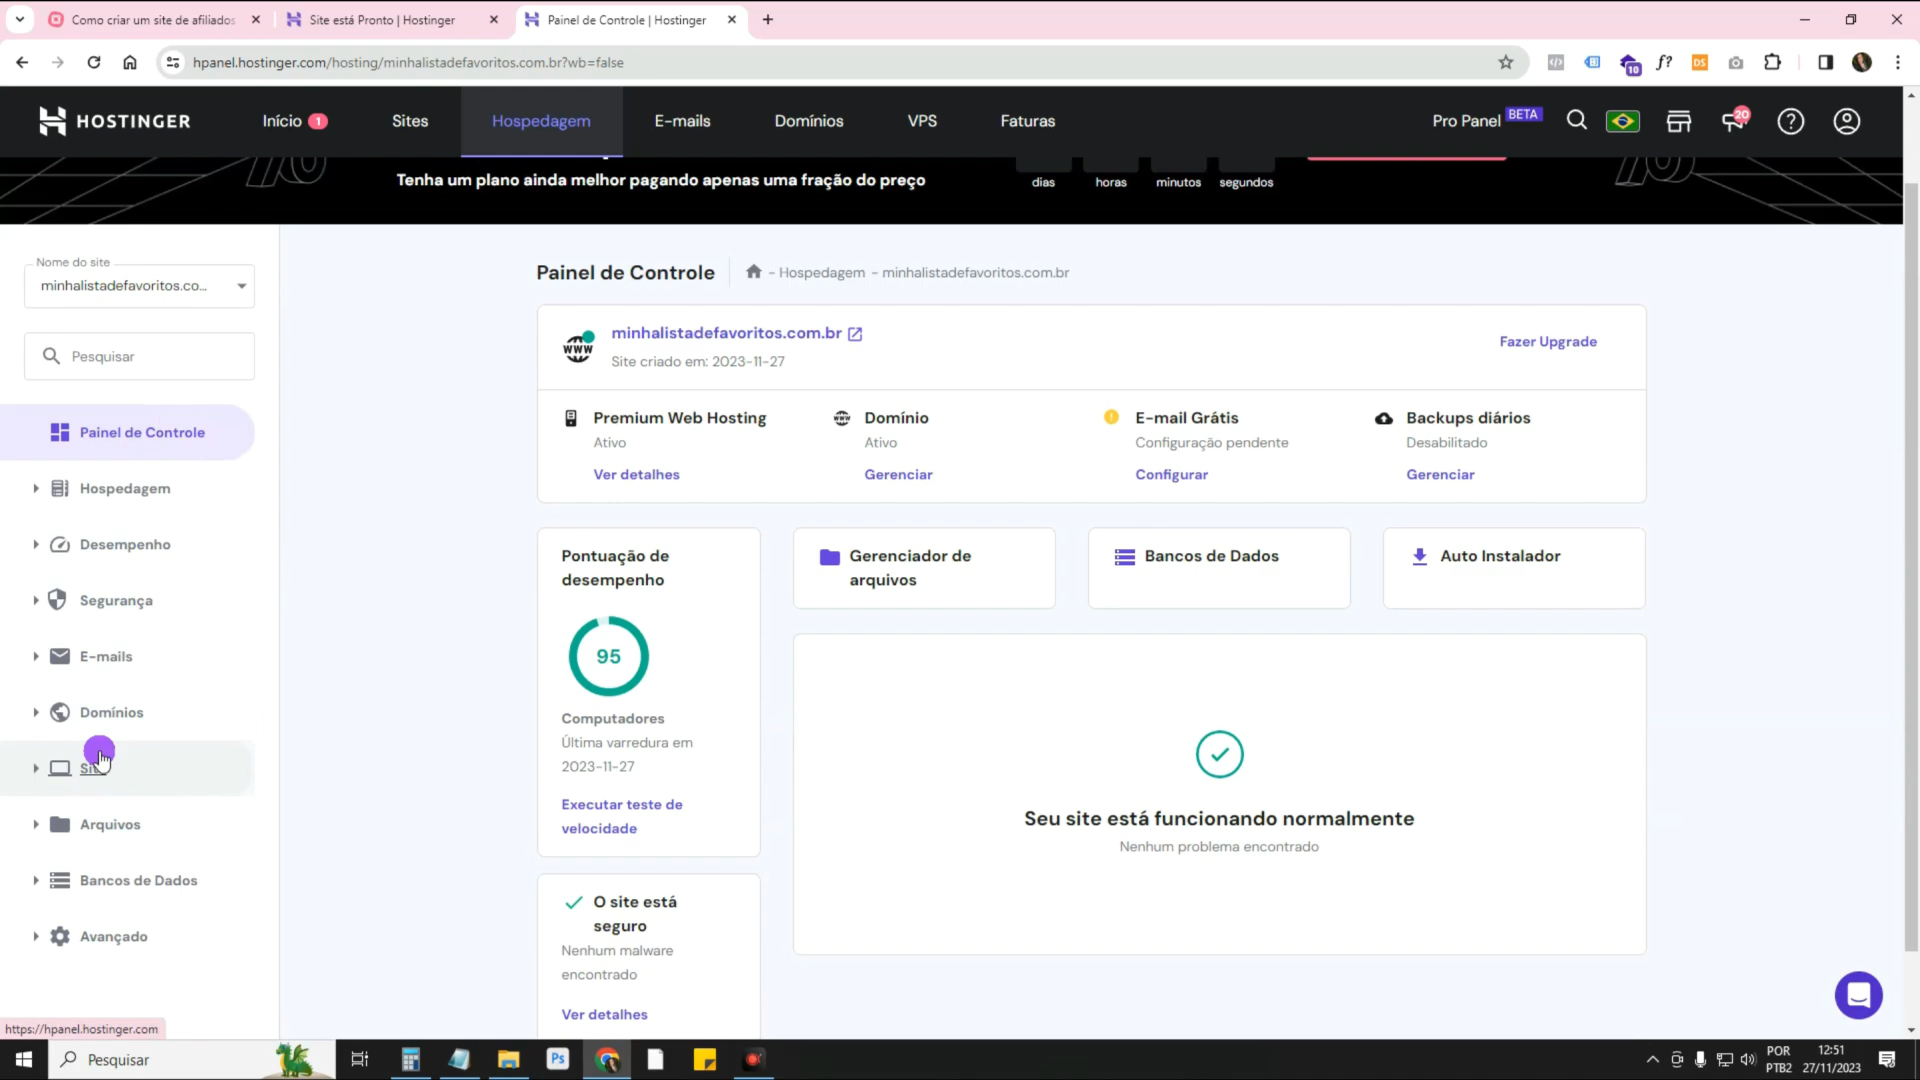 Como criar um site de afiliados
Site está Pronto | Hostinger
Painel de Controle | Hostinger
hpanel.hostinger.com/hosting/minhalistadefavoritos.com.br?wb=false
10
f?
DS
HOSTINGER
Início 1
Sites
Hospedagem
E-mails
Domínios
VPS
Faturas
Pro Panel BETA
20
Tenha um plano ainda melhor pagando apenas uma fração do preço
dias
horas
minutos
segundos
Nome do site
minhalistadefavoritos.co...
Pesquisar
Painel de Controle
Hospedagem
Desempenho
Segurança
E-mails
Domínios
Arquivos
Bancos de Dados
Avançado
Painel de Controle
- Hospedagem - minhalistadefavoritos.com.br
www
minhalistadefavoritos.com.br
Site criado em: 2023-11-27
Fazer Upgrade
Premium Web Hosting
Ativo
Ver detalhes
www
Domínio
Ativo
Gerenciar
E-mail Grátis
Configuração pendente
Configurar
Backups diários
Desabilitado
Gerenciar
Pontuação de
desempenho
95
Computadores
Última varredura em
2023-11-27
Executar teste de
velocidade
Gerenciador de
arquivos
Bancos de Dados
Auto Instalador
Seu site está funcionando normalmente
Nenhum problema encontrado
O site está
seguro
Nenhum malware
encontrado
Ver detalhes
https://hpanel.hostinger.com
Pesquisar
Ps
POR
PTB2
12:51
27/11/2023